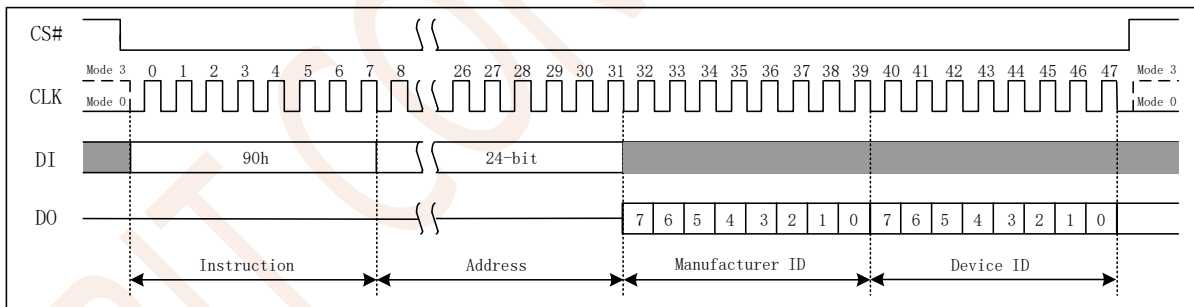 CS#
Mode 3 0 1 2 3 4 5 6 7 8 26 27 28 29 30 31 32 33 34 35 36 37 38 39 40 41 42 43 44 45 46 47 Mode 3
CLK
Mode 0 Mode 0
DI 90h 24-bit
DO 7 6 5 4 3 2 1 0 7 6 5 4 3 2 1 0
Instruction Address Manufacturer ID Device ID